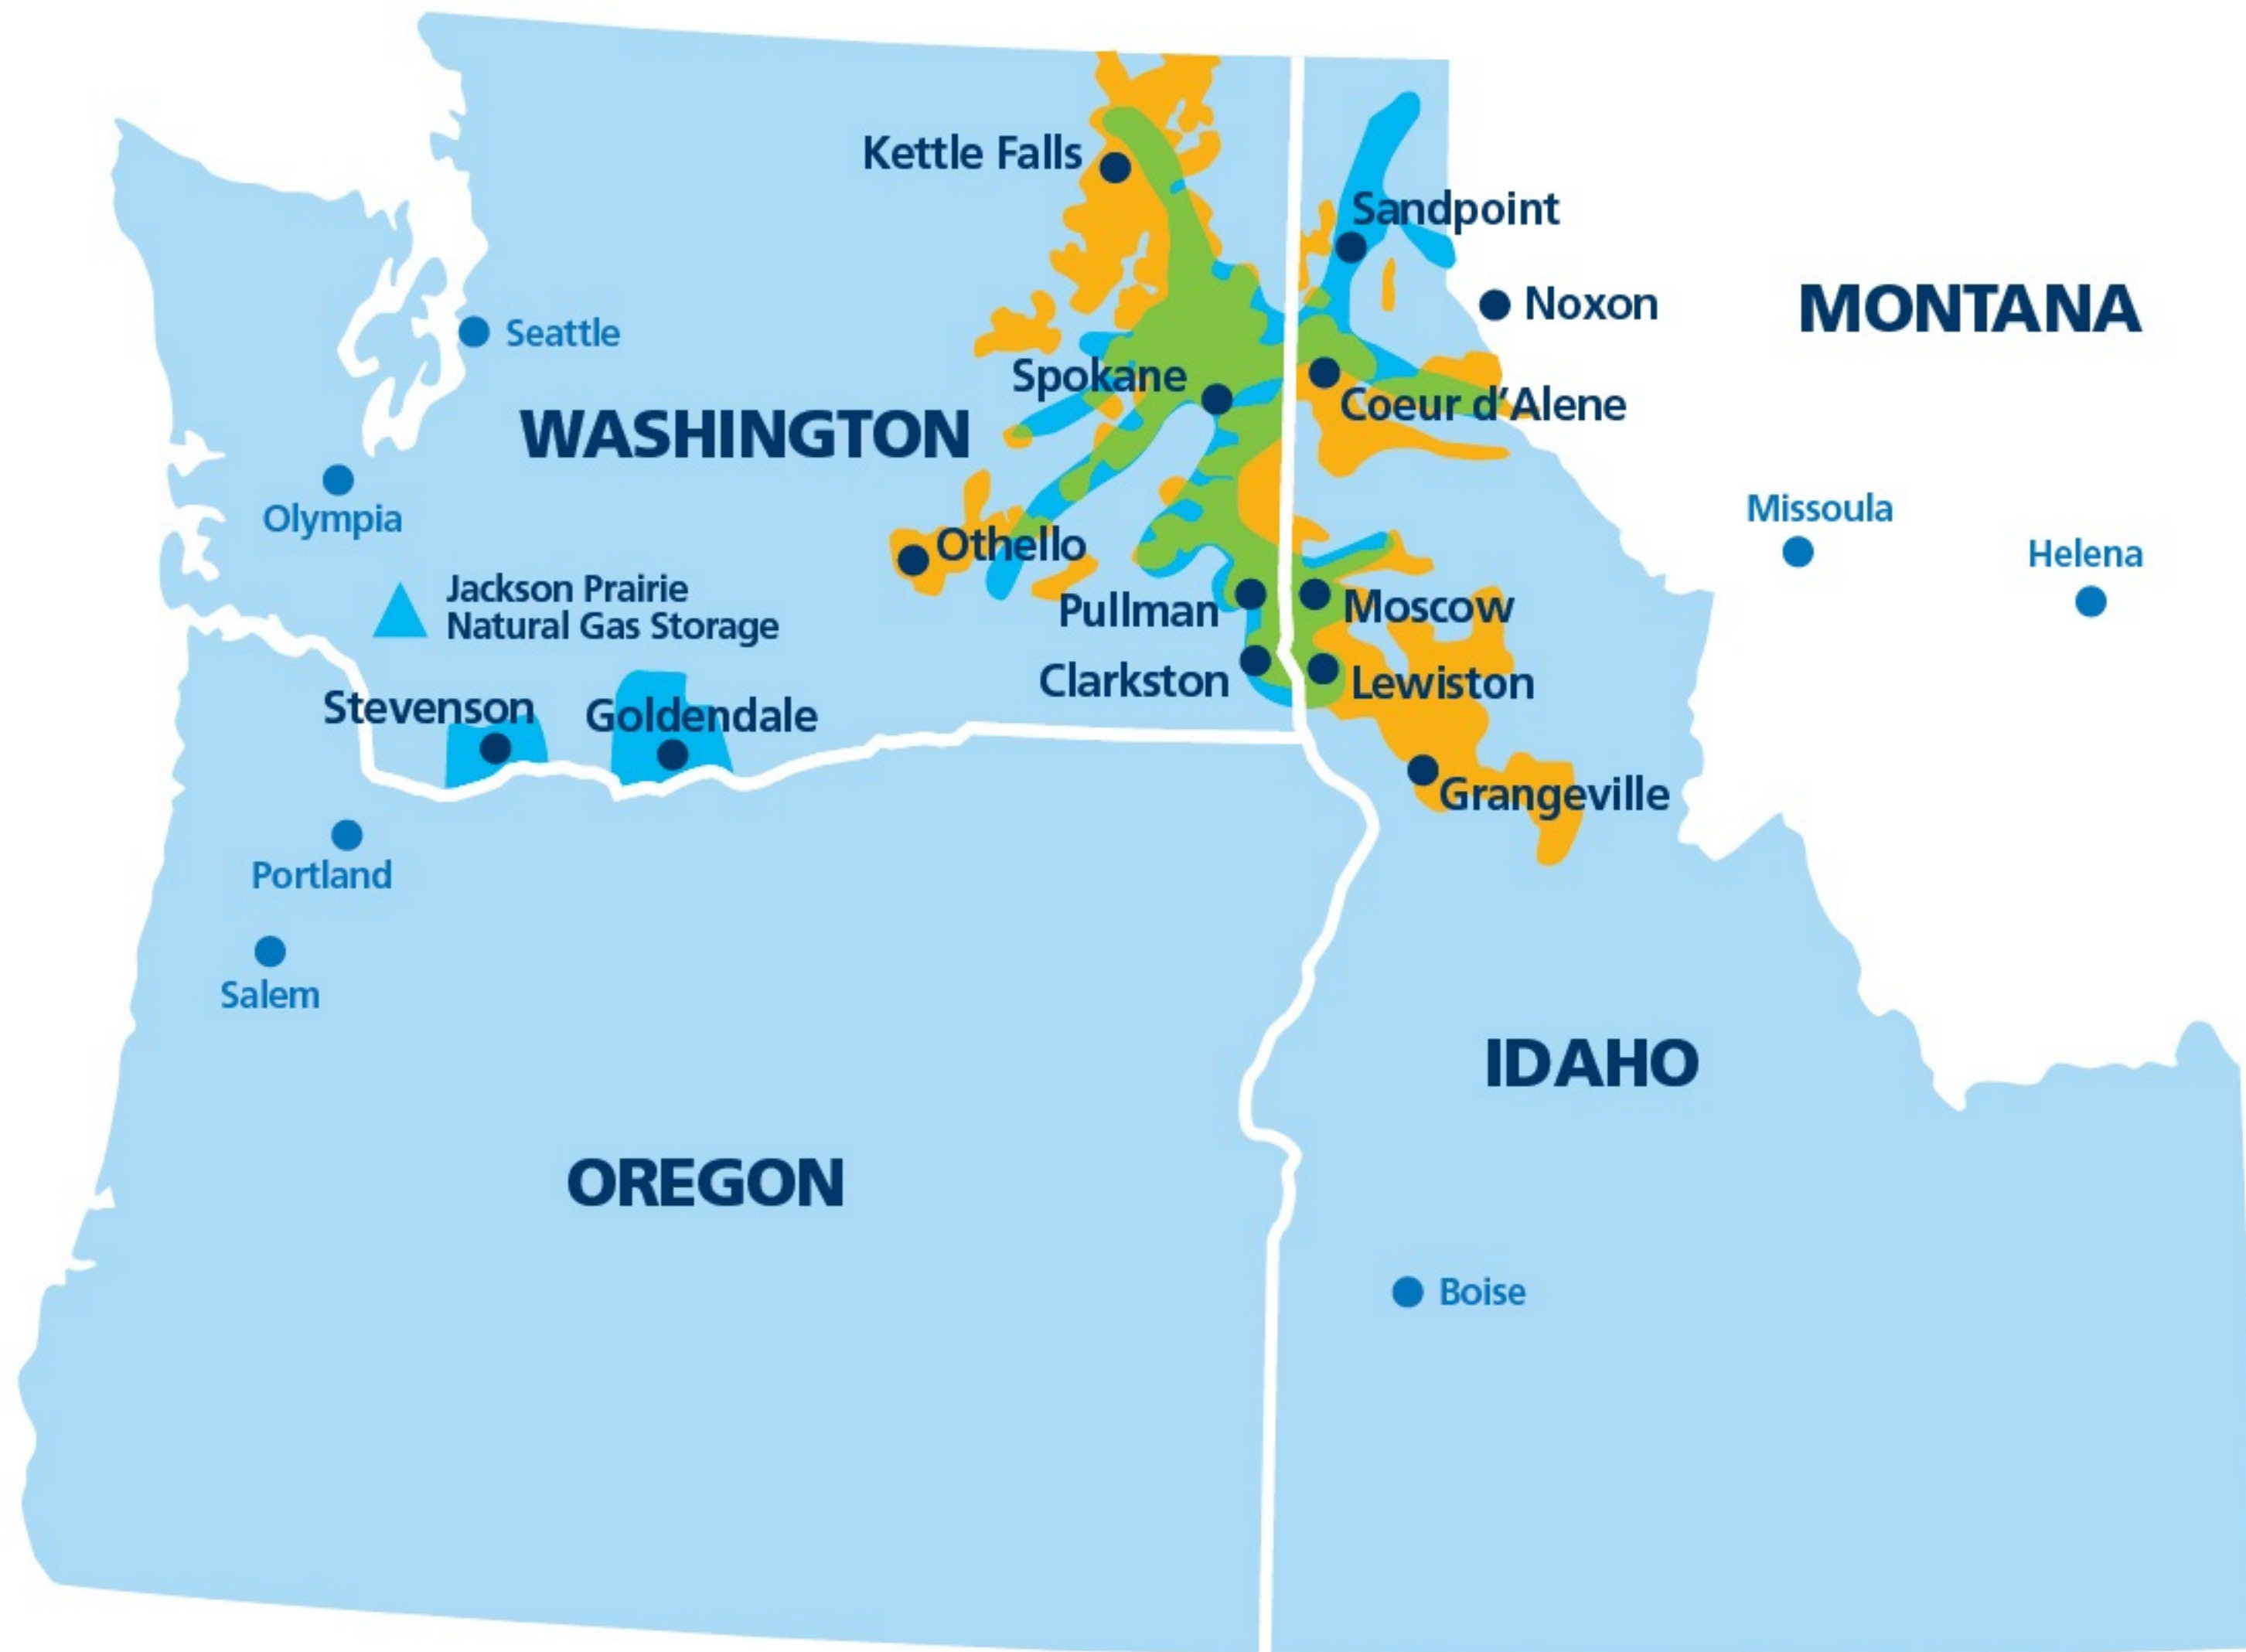 Kettle Falls
Sandpoint
Noxon
MONTANA
Seattle
Spokane
Coeur d'Alene
WASHINGTON
Olympia
Missoula
Othello
Helena
Jackson Prairie
Natural Gas Storage
Pullman
Moscow
Clarkston
Lewiston
Stevenson
Goldendale
Grangeville
Portland
Salem
IDAHO
OREGON
Boise